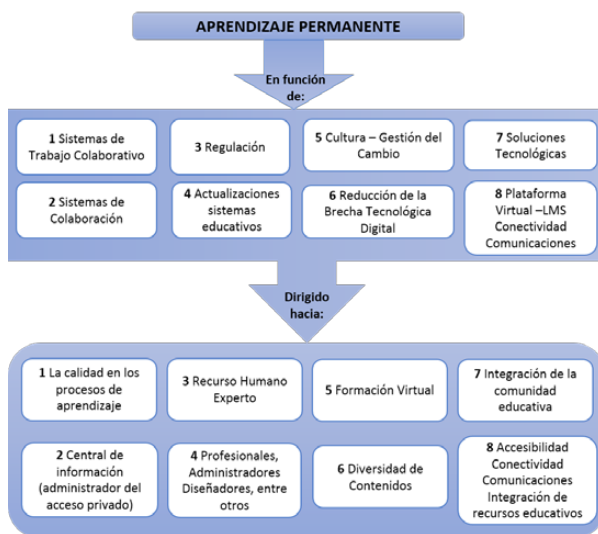 APRENDIZAJE PERMANENTE
En función
de:
1 Sistemas de
Trabajo Colaborativo
3 Regulación
5 Cultura – Gestión del
Cambio
7 Soluciones
Tecnológicas
2 Sistemas de
Colaboración
4 Actualizaciones
sistemas
educativos
6 Reducción de la
Brecha Tecnológica
Digital
8 Plataforma
Virtual –LMS
Conectividad
Comunicaciones
Dirigido
hacia:
1 La calidad en los
procesos de
aprendizaje
3 Recurso Humano
Experto
5 Formación Virtual
7 Integración de la
comunidad
educativa
2 Central de
información
(administrador del
acceso privado)
4 Profesionales,
Administradores
Diseñadores, entre
otros
6 Diversidad de
Contenidos
8 Accesibilidad
Conectividad
Comunicaciones
Integración de
recursos educativos